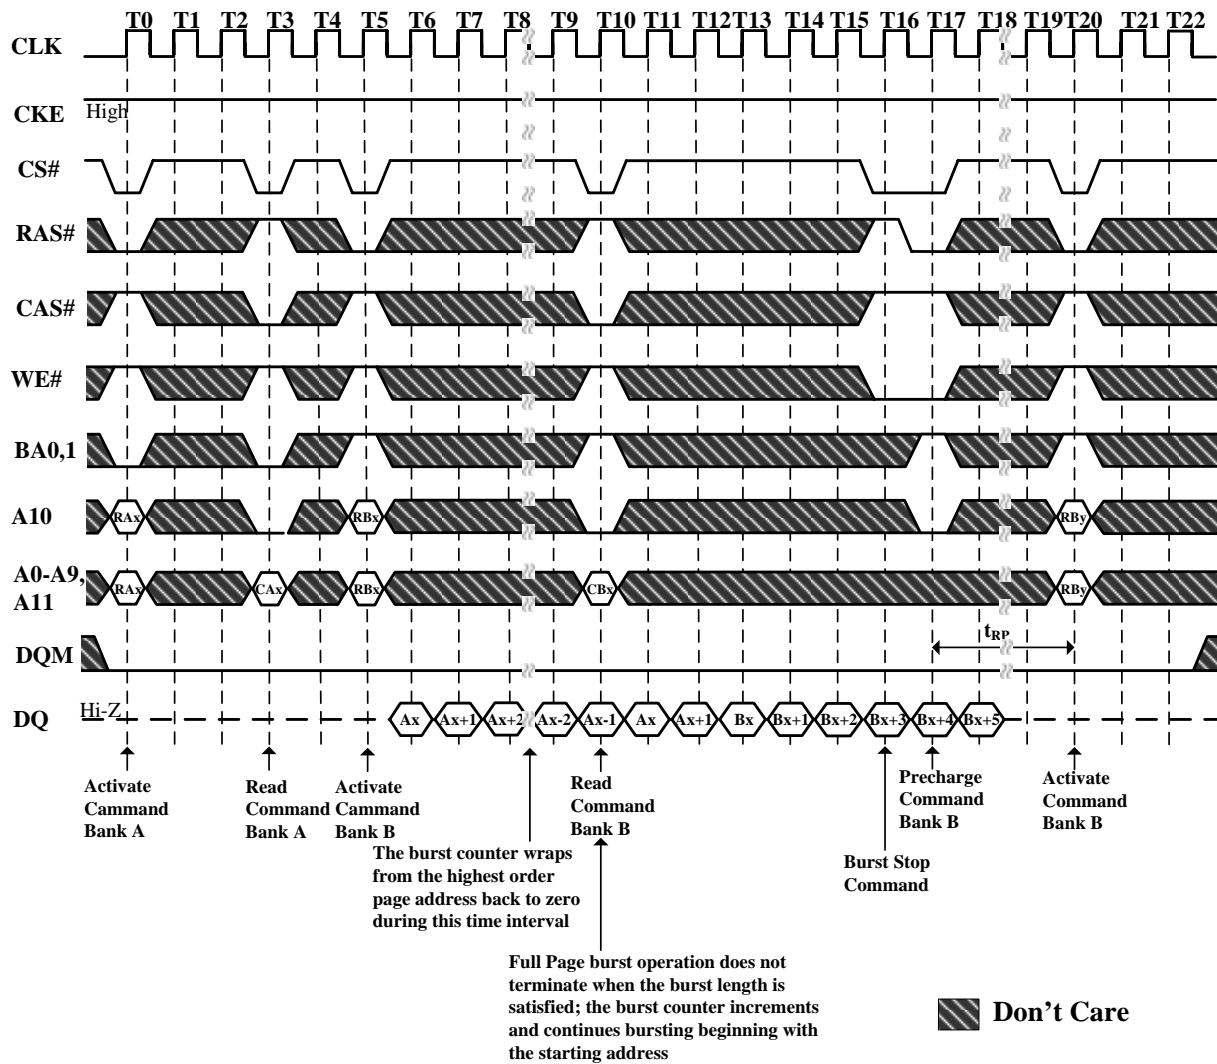 T0 T1 T2 T3 T4 T5 T6 T7 T8 T9 T10 T11 T12 T13 T14 T15 T16 T17 T18 T19 T20 T21 T22
CLK
CKE High
CS#
RAS#
CAS#
WE#
BA0,1
A10 RAx RBx RBy
A0-A9,
A11
RAx CAx RBx CBx RBy
tRP
DQM
DQ Hi-Z Ax Ax+1 Ax+2 Ax-2 Ax-1 Ax Ax+1 Bx Bx+1 Bx+2 Bx+3 Bx+4 Bx+5
Activate
Cammand
Bank A
Read
Command
Bank A
Activate
Cammand
Bank B
The burst counter wraps
from the highest order
page address back to zero
during this time interval
Read
Command
Bank B
Full Page burst operation does not
terminate when the burst length is
satisfied; the burst counter increments
and continues bursting beginning with
the starting address
Burst Stop
Command
Precharge
Command
Bank B
Activate
Command
Bank B
Don't Care